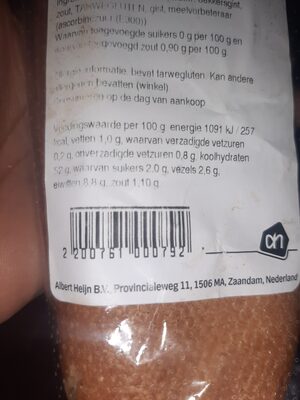 zout, TARWEGLUTEN, gist, meelverbeteraar
(ascorbinezuur (E300))
Waarvan toegevoegde suikers 0 g per 100 g en
toegevoegd zout 0,90 g per 100 g
informatie: bevat tarwegluten. Kan andere
bevatten (winkel)
op de dag van aankoop
Voedingswaarde per 100 g: energie 1091 kJ / 257
kcal, vetten 1,0 g, waarvan verzadigde vetzuren
0,2 g, onverzadigde vetzuren 0,8 g, koolhydraten
52 g, waarvan suikers 2,0 g, vezels 2,6 g,
eiwitten 8,8 g, zout 1,10 g
2 200761 000792
ah
Albert Heijn B.V. Provincialeweg 11, 1506 MA, Zaandam, Nederland